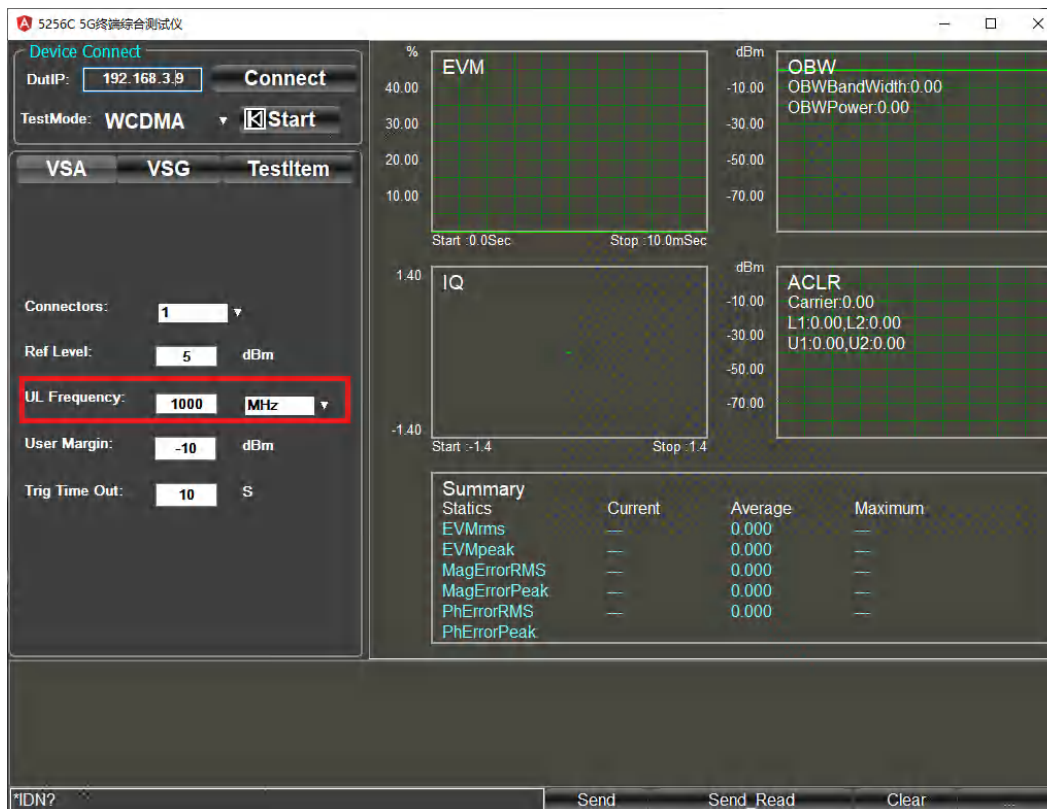 5256C 5G终端综合测试仪
Device Connect
DutIP: 192.168.3.9 Connect
TestMode: WCDMA Start
VSA VSG TestItem
Connectors: 1
Ref Level: 5 dBm
UL Frequency: 1000 MHz
User Margin: -10 dBm
Trig Time Out: 10 S
%
40.00
30.00
20.00
10.00
EVM
Start :0.0Sec Stop :10.0mSec
dBm
-10.00
-30.00
-50.00
-70.00
OBW
OBWBandWidth:0.00
OBWPower:0.00
1.40
-1.40
IQ
Start :-1.4 Stop :1.4
dBm
-10.00
-30.00
-50.00
-70.00
ACLR
Carrier:0.00
L1:0.00,L2:0.00
U1:0.00,U2:0.00
Summary
Statics Current Average Maximum
EVMrms — 0.000 —
EVMpeak — 0.000 —
MagErrorRMS — 0.000 —
MagErrorPeak — 0.000 —
PhErrorRMS — 0.000 —
PhErrorPeak
*IDN? Send Send_Read Clear ...